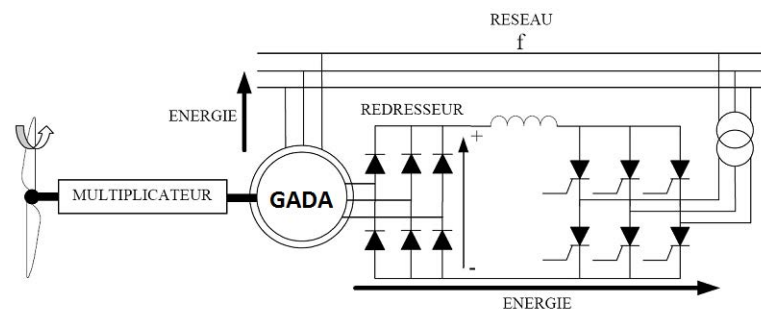 RESEAU
f
ENERGIE
REDRESSEUR
+
MULTIPLICATEUR
GADA
-
ENERGIE